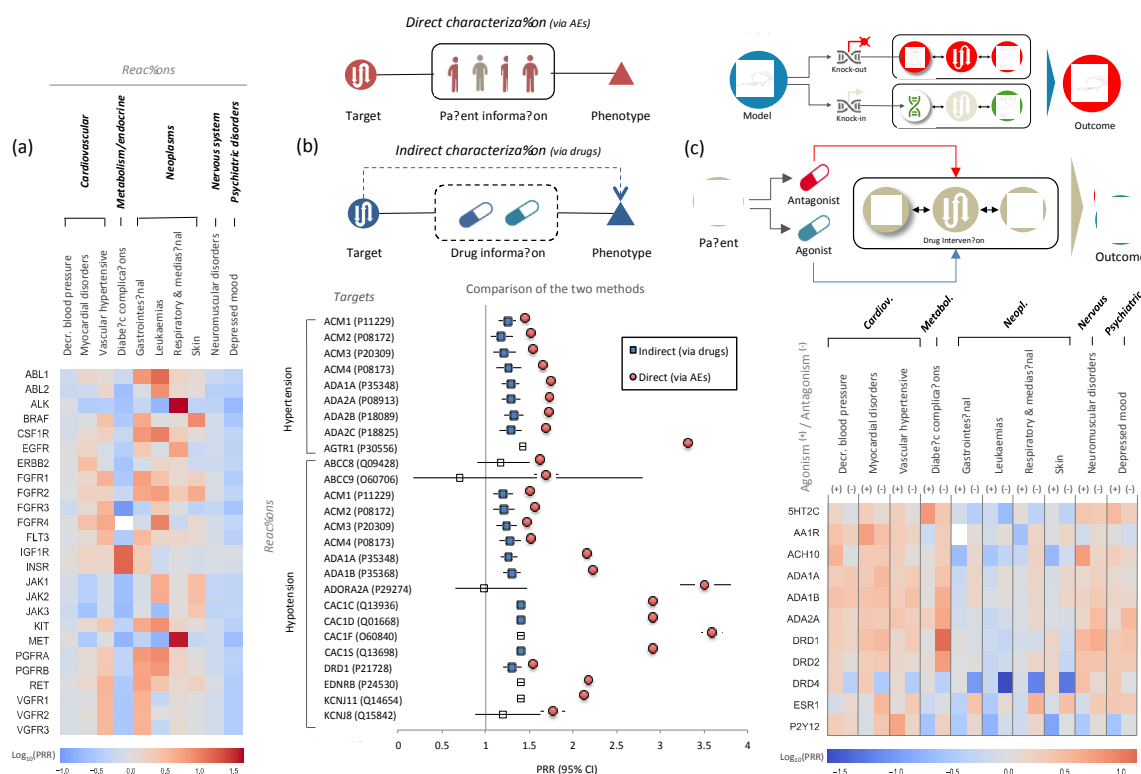 (a)
Reac%ons
Cardiovascular
Metabolism/endocrine
Neoplasms
Nervous system
Psychiatric disorders
Decr. blood pressure
Myocardial disorders
Vascular hypertensive
Diabe?c complica?ons
Gastrointes?nal
Leukaemias
Respiratory & medias?nal
Skin
Neuromuscular disorders
Depressed mood
ABL1
ABL2
ALK
BRAF
CSF1R
EGFR
ERBB2
FGFR1
FGFR2
FGFR3
FGFR4
FLT3
IGF1R
INSR
JAK1
JAK2
JAK3
KIT
MET
PGFRA
PGFRB
RET
VGFR1
VGFR2
VGFR3
Log10(PRR)
−1.0 0.0 0.5 1.0 1.5
(b)
Direct characteriza%on (via AEs)
Target
Pa?ent informa?on
Phenotype
Indirect characteriza%on (via drugs)
Target
Drug informa?on
Phenotype
Targets
Comparison of the two methods
Reac%ons
Hypertension
ACM1 (P11229)
ACM2 (P08172)
ACM3 (P20309)
ACM4 (P08173)
ADA1A (P35348)
ADA2A (P08913)
ADA2B (P18089)
ADA2C (P18825)
AGTR1 (P30556)
Hypotension
ABCC8 (Q09428)
ABCC9 (O60706)
ACM1 (P11229)
ACM2 (P08172)
ACM3 (P20309)
ACM4 (P08173)
ADA1A (P35348)
ADA1B (P35368)
ADORA2A (P29274)
CAC1C (Q13936)
CAC1D (Q01668)
CAC1F (O60840)
CAC1S (Q13698)
DRD1 (P21728)
EDNRB (P24530)
KCNJ11 (Q14654)
KCNJ8 (Q15842)
Indirect (via drugs)
Direct (via AEs)
0 0.5 1 1.5 2 2.5 3 3.5 4
PRR (95% CI)
(c)
Model
Knock-out
Knock-in
Outcome
Pa?ent
Antagonist
Agonist
Drug Interven?on
Outcome
Agonism (+) / Antagonism (-)
Cardiov.
Metabol.
Neopl.
Nervous
Psychiatric
Decr. blood pressure
Myocardial disorders
Vascular hypertensive
Diabe?c complica?ons
Gastrointes?nal
Leukaemias
Respiratory & medias?nal
Skin
Neuromuscular disorders
Depressed mood
(+) (-) (+) (-) (+) (-) (+) (-) (+) (-) (+) (-) (+) (-) (+) (-) (+) (-) (+) (-)
5HT2C
AA1R
ACH10
ADA1A
ADA1B
ADA2A
DRD1
DRD2
DRD4
ESR1
P2Y12
Log10(PRR)
−1.5 −1.0 −0.5 0.0 0.5 1.0